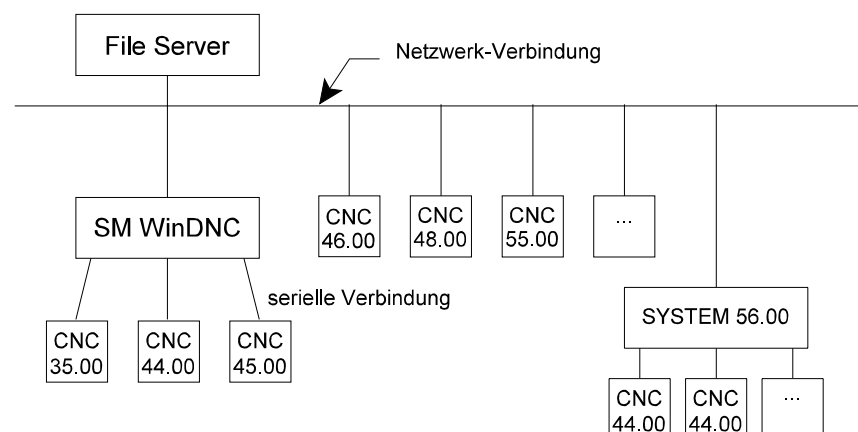 File Server
Netzwerk-Verbindung
SM WinDNC
CNC
46.00
CNC
48.00
CNC
55.00
...
serielle Verbindung
CNC
35.00
CNC
44.00
CNC
45.00
SYSTEM 56.00
CNC
44.00
CNC
44.00
...